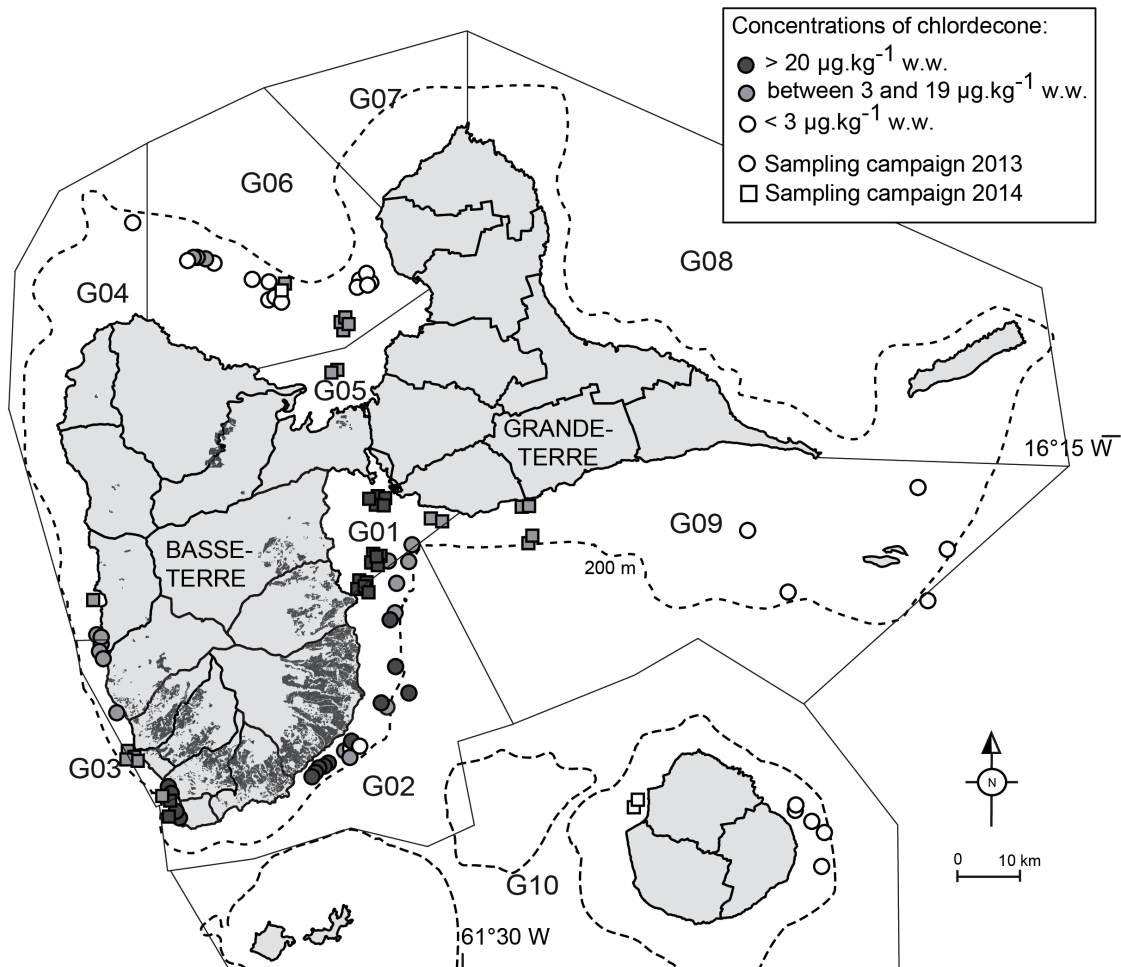 Concentrations of chlordecone:
> 20 µg.kg⁻¹ w.w.
between 3 and 19 µg.kg⁻¹ w.w.
< 3 µg.kg⁻¹ w.w.
Sampling campaign 2013
Sampling campaign 2014
G07
G06
G08
G04
G05
GRANDE-
TERRE
16°15 W
G01
G09
BASSE-
TERRE
200 m
G03
G02
N
0 10 km
G10
61°30 W